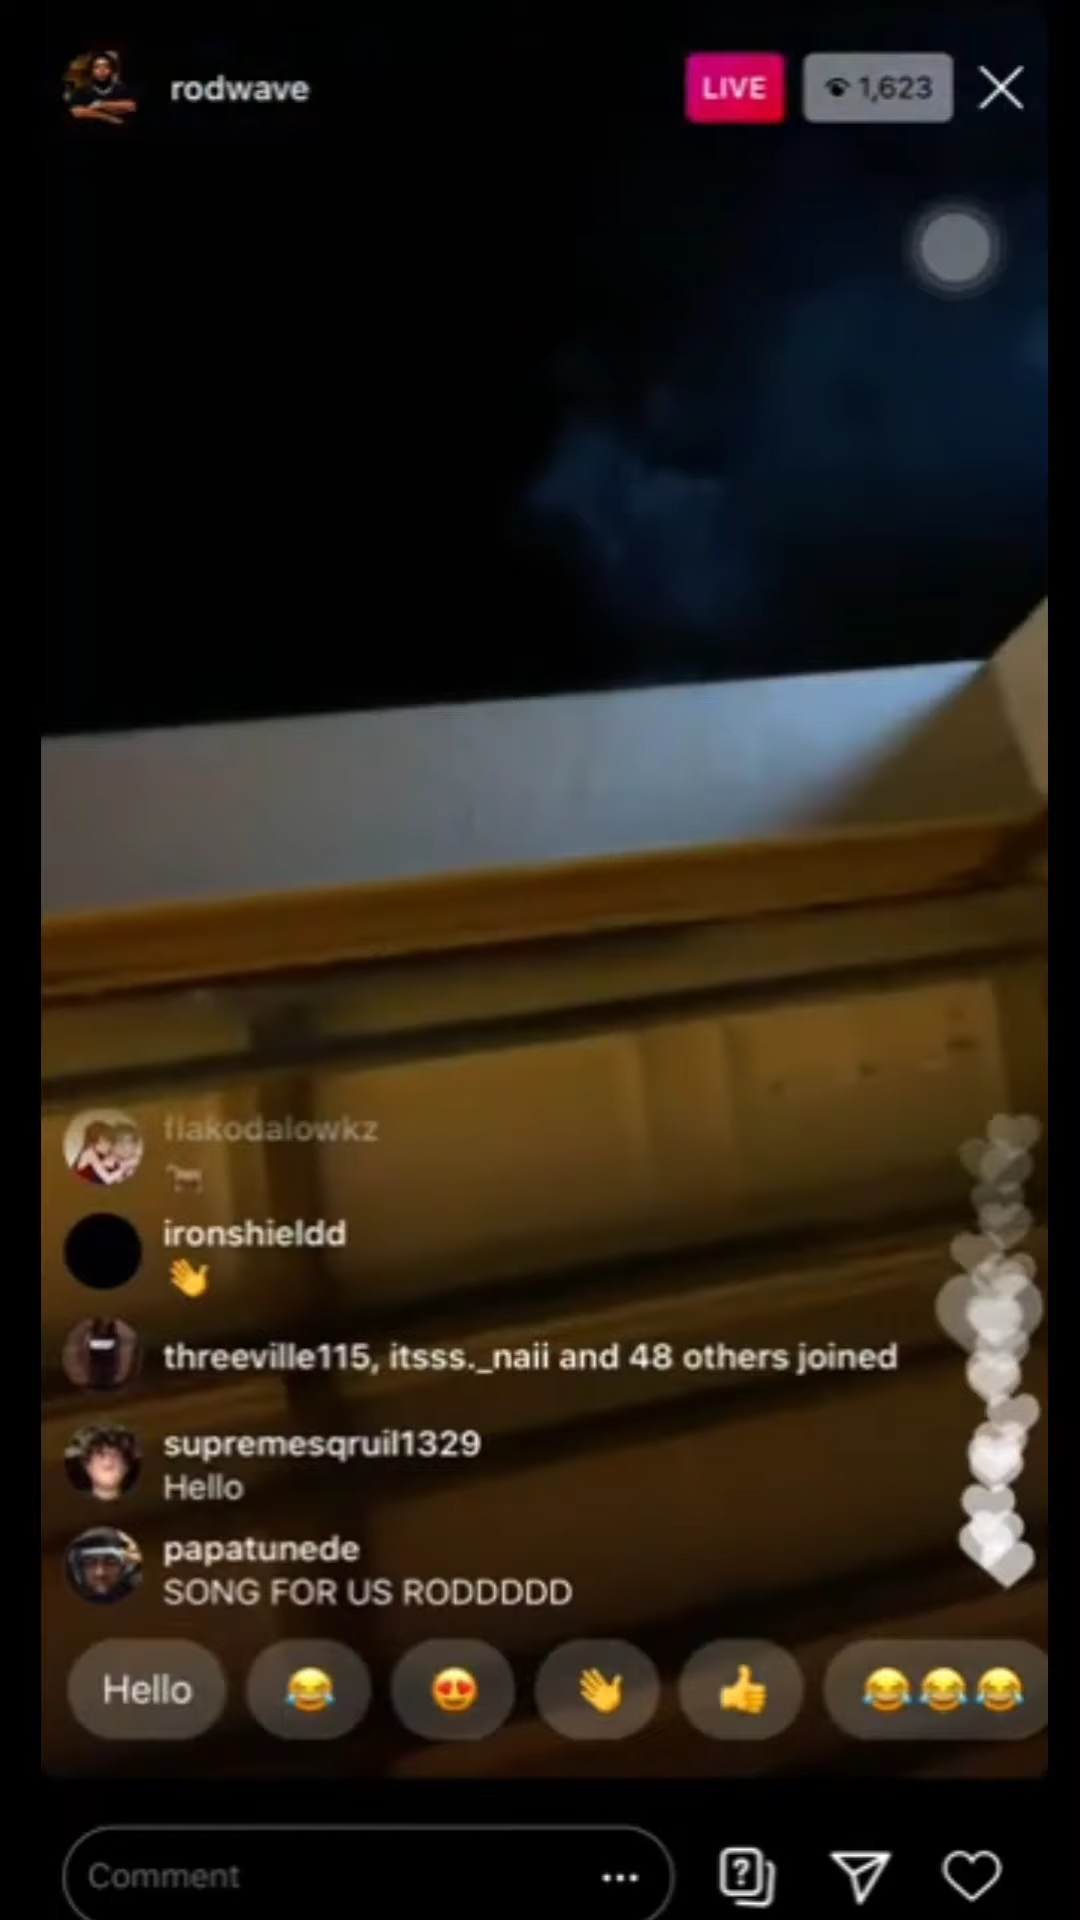 rodwave
LIVE
1,623
flakodalowkz
ironshieldd
threeville115, itsss._naii and 48 others joined
supremesqruil1329
Hello
papatunede
SONG FOR US RODDDDD
Hello
Comment